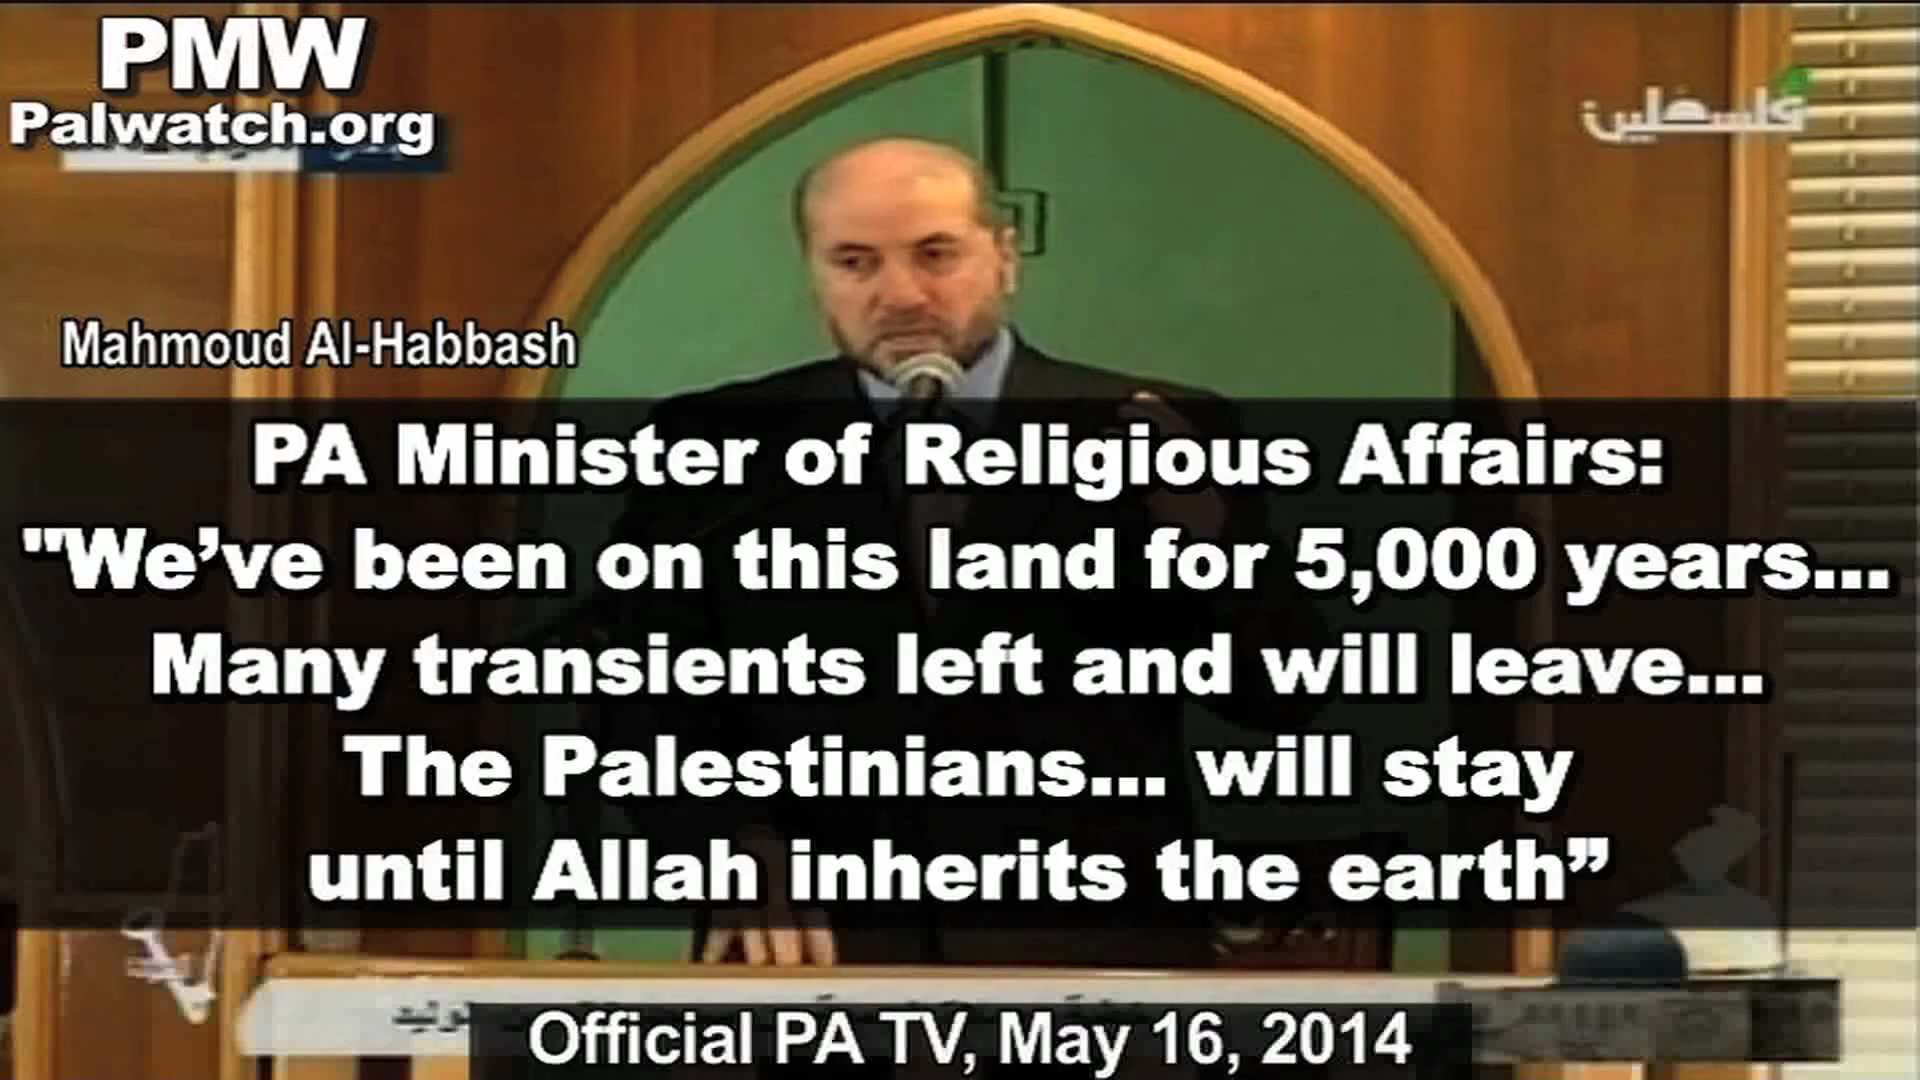 PMW
Palwatch.org
فلسطين
Mahmoud Al-Habbash
PA Minister of Religious Affairs:
"We’ve been on this land for 5,000 years...
Many transients left and will leave...
The Palestinians... will stay
until Allah inherits the earth”
Official PA TV, May 16, 2014